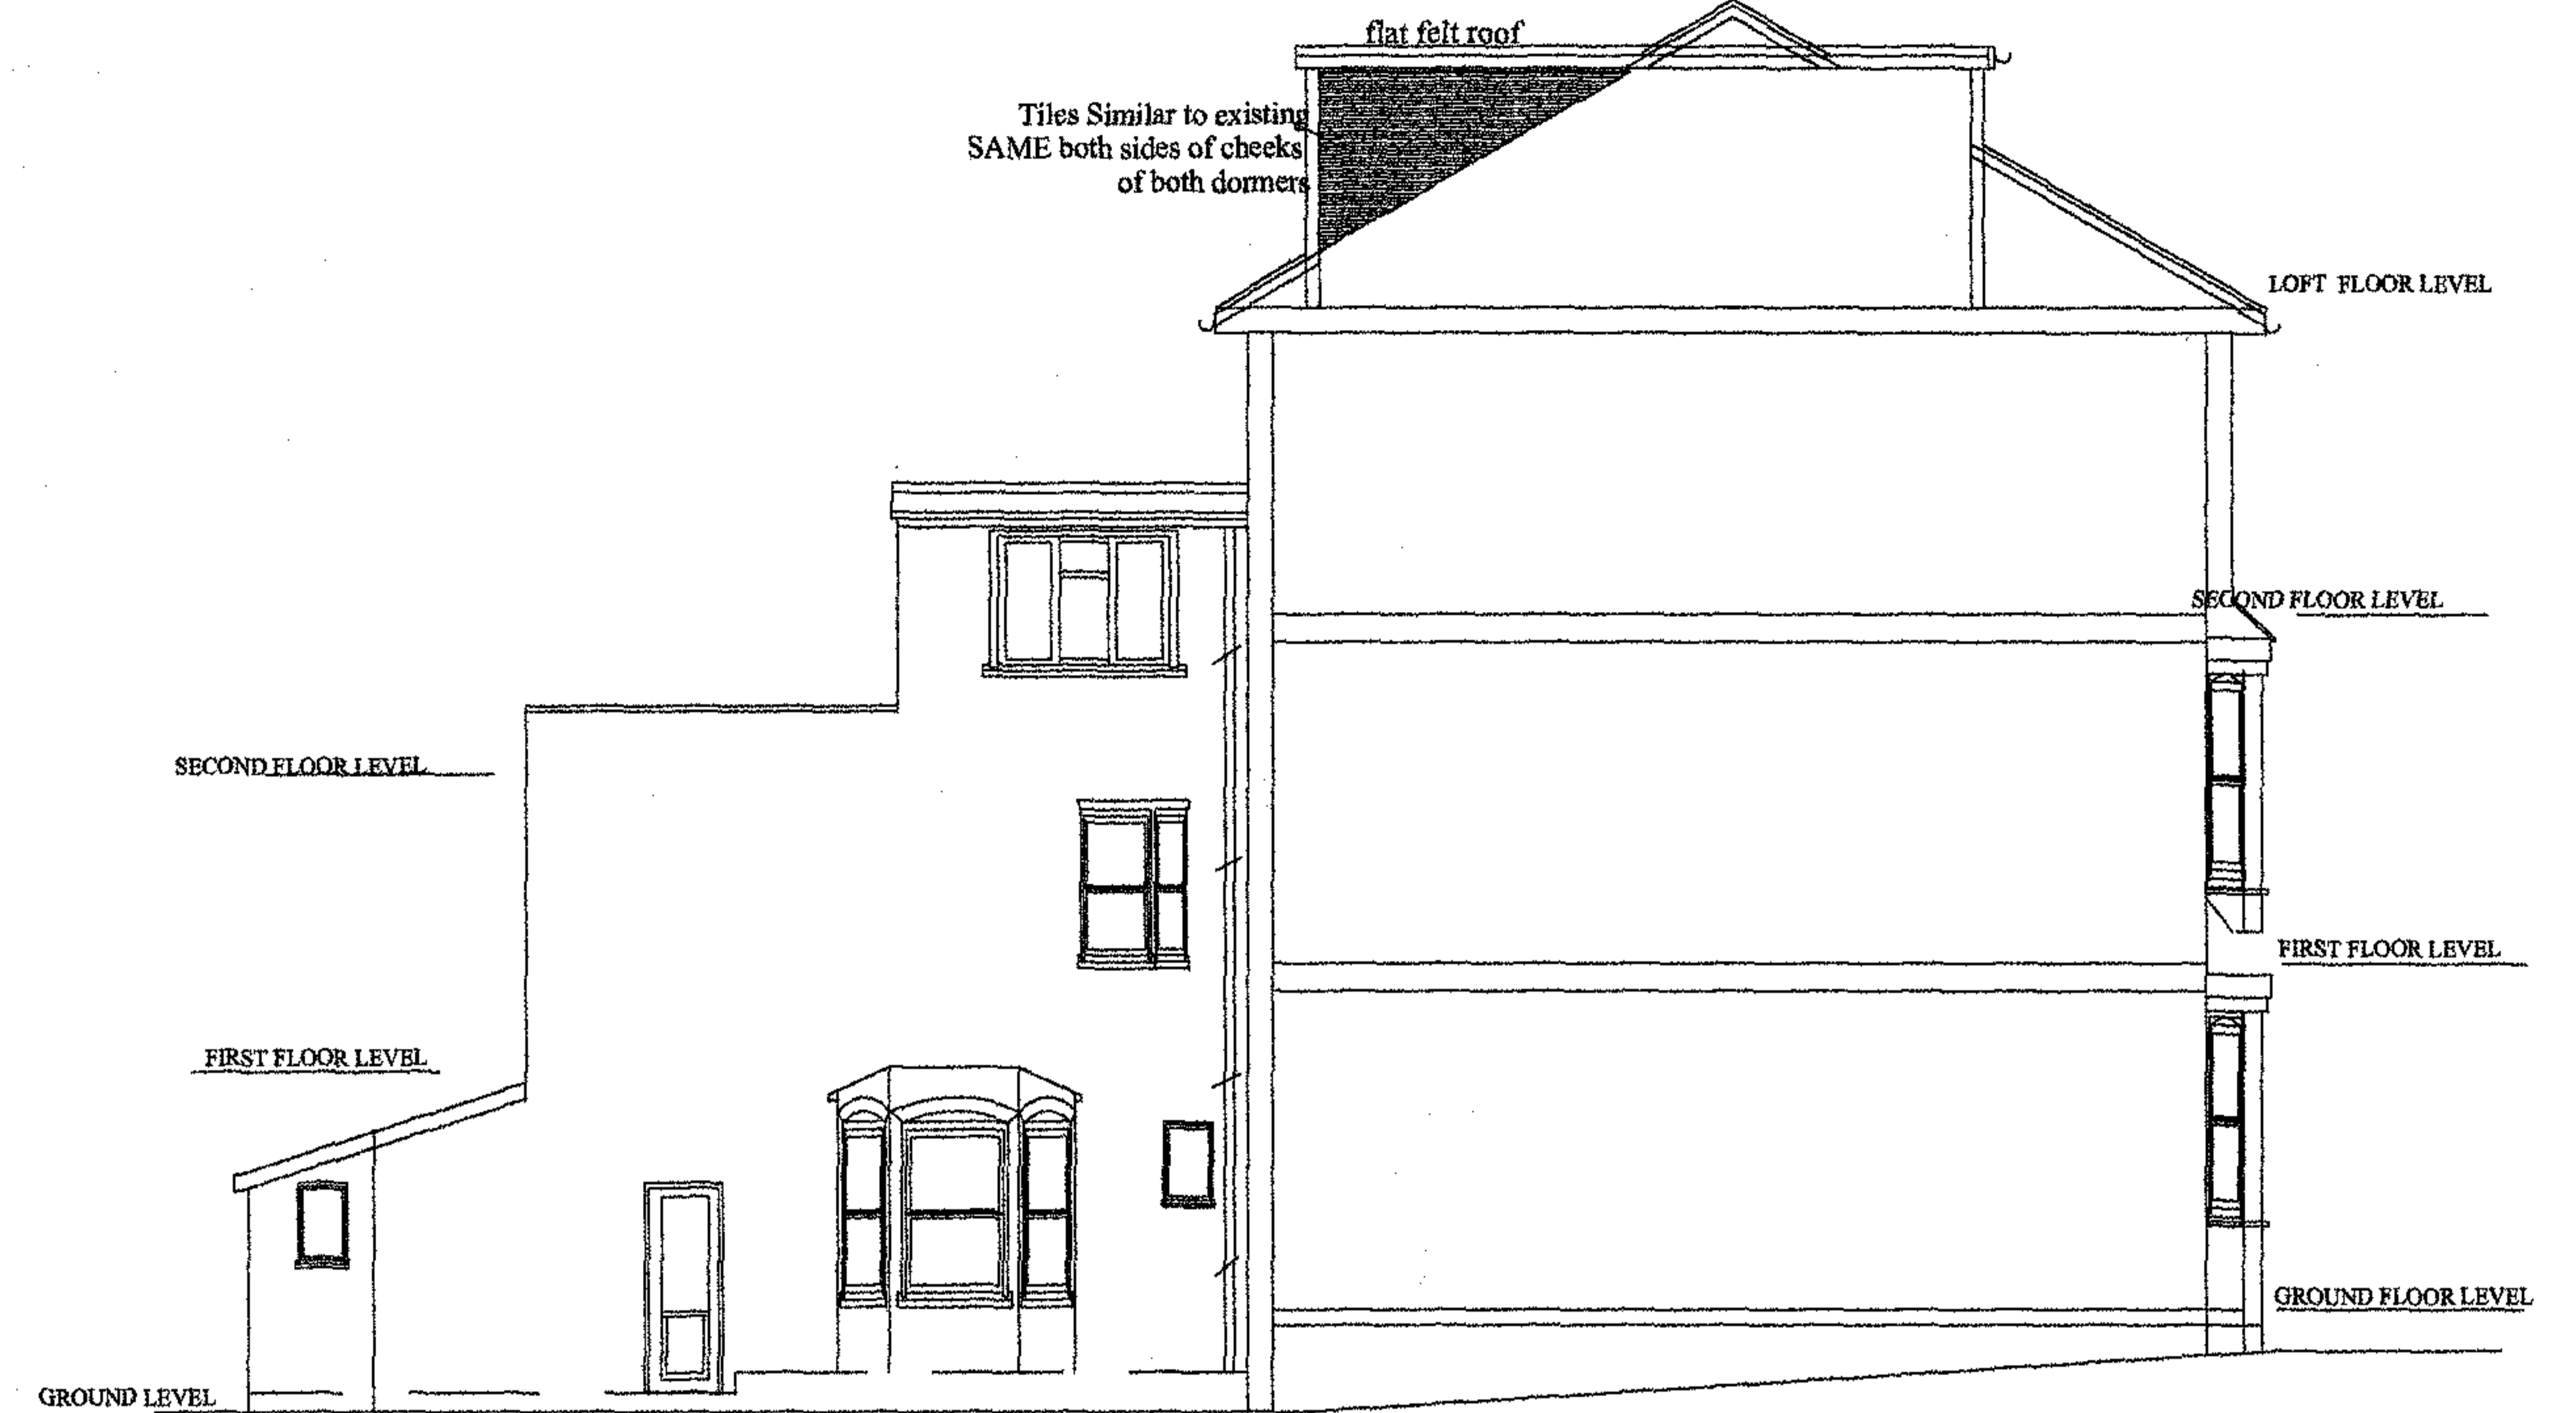 flat felt roof
Tiles Similar to existing
SAME both sides of cheeks
of both dormers
LOFT FLOOR LEVEL
SECOND FLOOR LEVEL
SECOND FLOOR LEVEL
FIRST FLOOR LEVEL
FIRST FLOOR LEVEL
GROUND FLOOR LEVEL
GROUND LEVEL